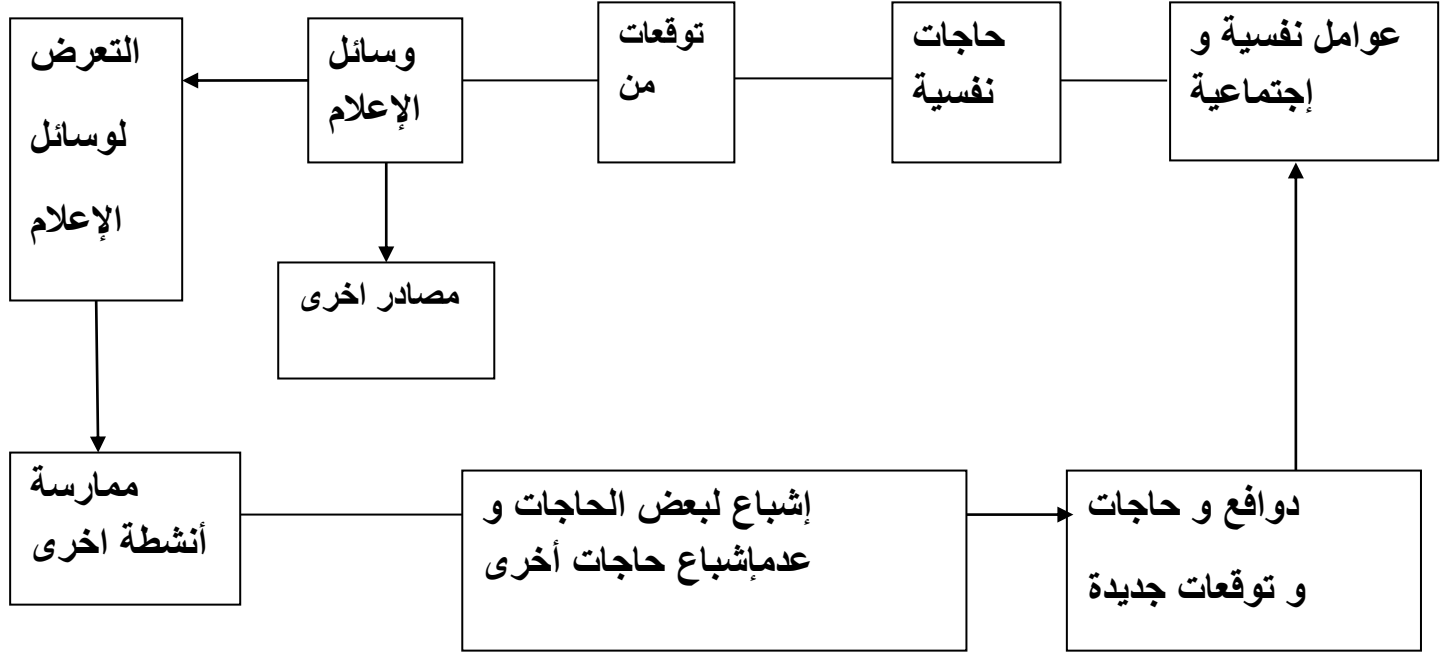 عوامل نفسية و
إجتماعية
حاجات
نفسية
توقعات
من
وسائل
الإعلام
التعرض
لوسائل
الإعلام
مصادر اخرى
ممارسة
أنشطة اخرى
إشباع لبعض الحاجات و
عدمإشباع حاجات أخرى
دوافع و حاجات
و توقعات جديدة